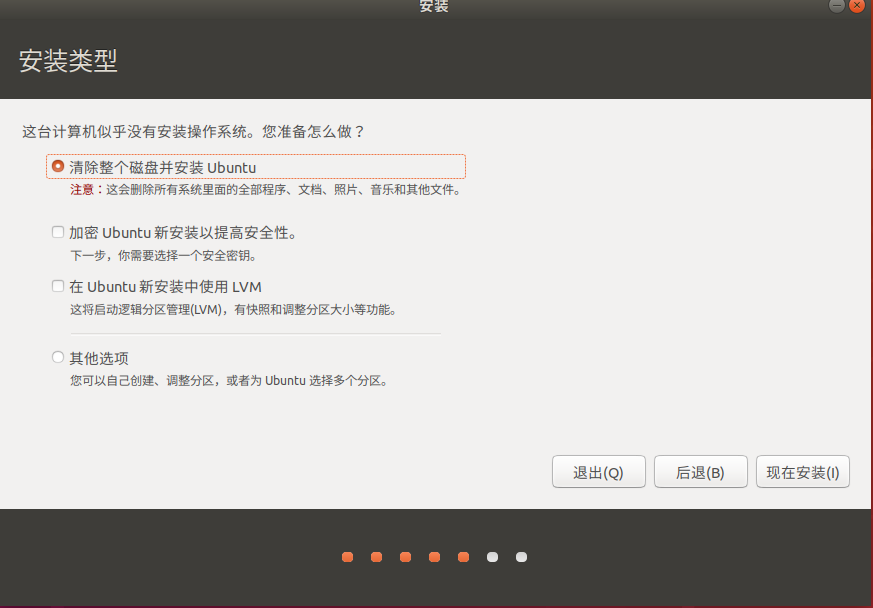 安装
安装类型
这台计算机似乎没有安装操作系统。您准备怎么做？
清除整个磁盘并安装 Ubuntu
注意：这会删除所有系统里面的全部程序、文档、照片、音乐和其他文件。
加密 Ubuntu 新安装以提高安全性。
下一步，你需要选择一个安全密钥。
在 Ubuntu 新安装中使用 LVM
这将启动逻辑分区管理(LVM)，有快照和调整分区大小等功能。
其他选项
您可以自己创建、调整分区，或者为 Ubuntu 选择多个分区。
退出(Q) 后退(B) 现在安装(I)